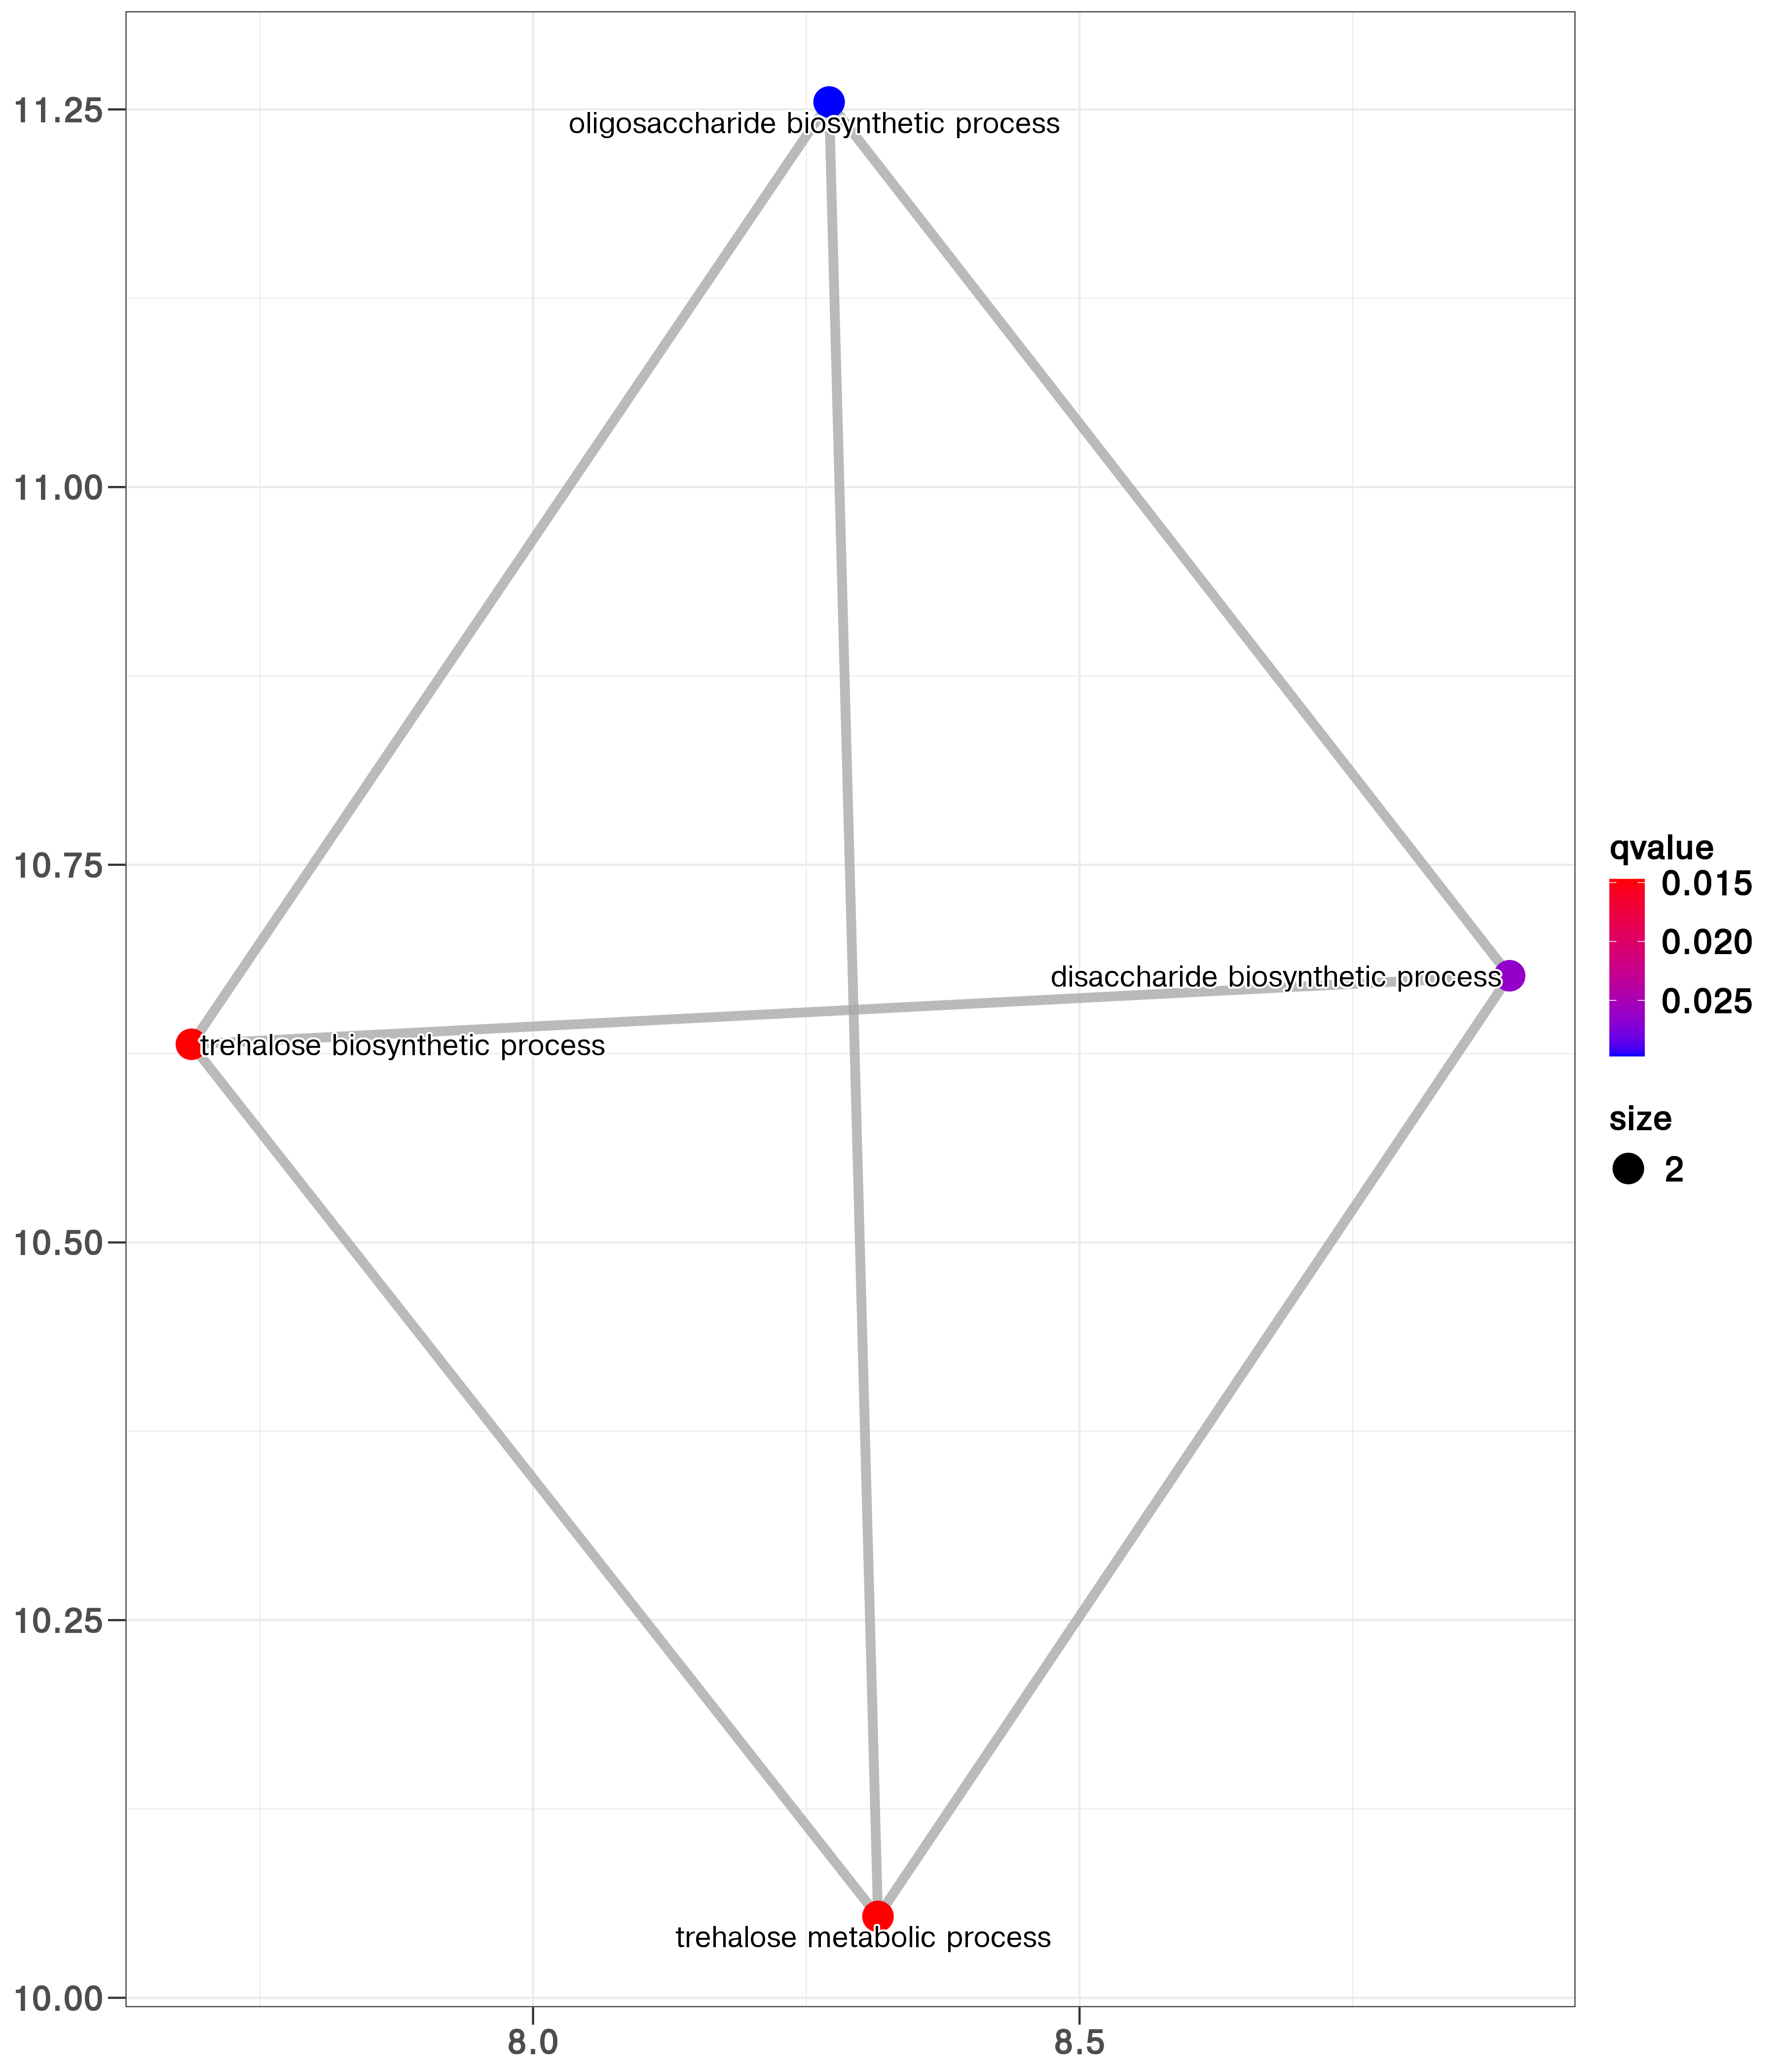 11.25
oligosaccharide biosynthetic process
11.00
10.75
disaccharide biosynthetic process
trehalose biosynthetic process
10.50
10.25
trehalose metabolic process
10.00
8.0
8.5
qvalue
0.015
0.020
0.025
size
2